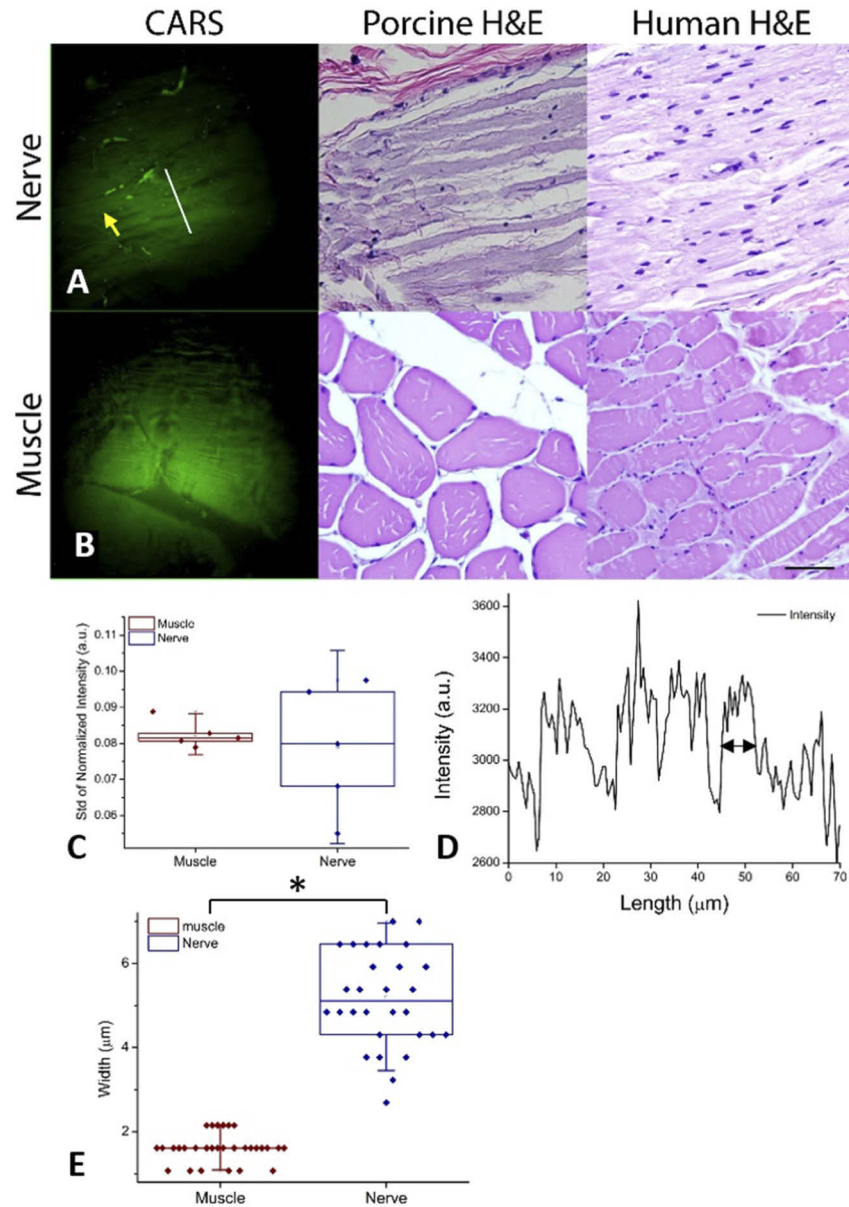 CARS Porcine H&E Human H&E
Nerve
A
Muscle
B
Muscle
Nerve
0.11
0.10
0.09
0.08
0.07
0.06
Std of Normalized Intensity (a.u.)
Muscle Nerve
C
Intensity
3600
3400
3200
3000
2800
2600
Intensity (a.u.)
0 10 20 30 40 50 60 70
Length (μm)
D
*
muscle
Nerve
6
4
2
Width (μm)
Muscle Nerve
E